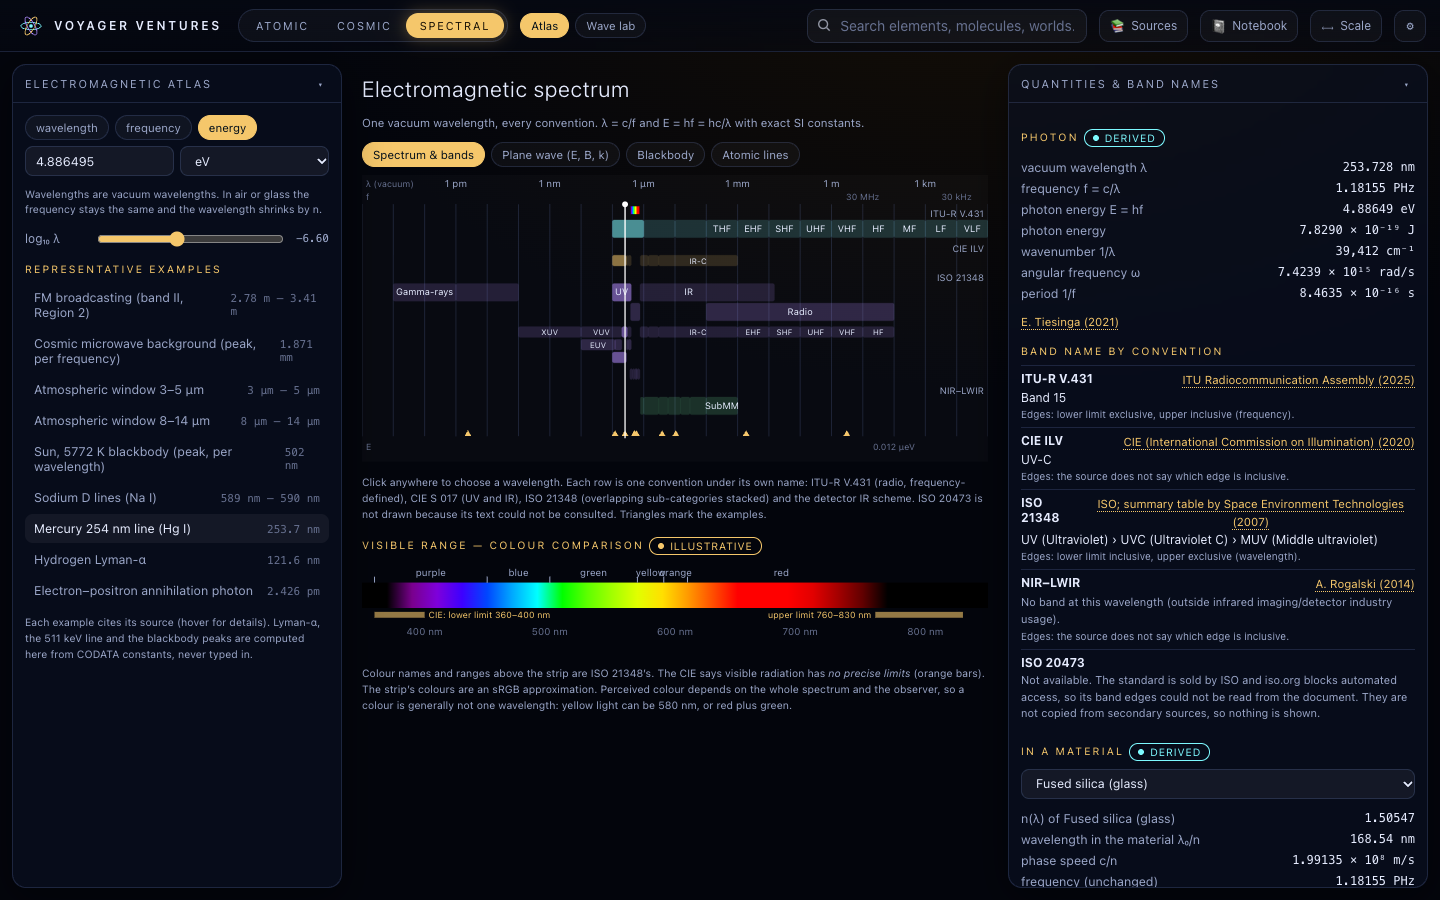 VOYAGER VENTURES
ATOMIC COSMIC SPECTRAL Atlas Wave lab
Search elements, molecules, worlds.
Sources Notebook Scale
ELECTROMAGNETIC ATLAS
wavelength frequency energy
4.886495 eV
Wavelengths are vacuum wavelengths. In air or glass the
frequency stays the same and the wavelength shrinks by n.
log₁₀ λ −6.60
REPRESENTATIVE EXAMPLES
FM broadcasting (band II, Region 2) 2.78 m – 3.41 m
Cosmic microwave background (peak, per frequency) 1.871 mm
Atmospheric window 3–5 µm 3 µm – 5 µm
Atmospheric window 8–14 µm 8 µm – 14 µm
Sun, 5772 K blackbody (peak, per wavelength) 502 nm
Sodium D lines (Na I) 589 nm – 590 nm
Mercury 254 nm line (Hg I) 253.7 nm
Hydrogen Lyman-α 121.6 nm
Electron–positron annihilation photon 2.426 pm
Each example cites its source (hover for details). Lyman-α,
the 511 keV line and the blackbody peaks are computed
here from CODATA constants, never typed in.
Electromagnetic spectrum
One vacuum wavelength, every convention. λ = c/f and E = hf = hc/λ with exact SI constants.
Spectrum & bands Plane wave (E, B, k) Blackbody Atomic lines
λ (vacuum) 1 pm 1 nm 1 µm 1 mm 1 m 1 km
f 30 MHz 30 kHz
ITU-R V.431
THF EHF SHF UHF VHF HF MF LF VLF
CIE ILV
IR-C
ISO 21348
Gamma-rays UV IR
Radio
XUV VUV IR-C EHF SHF UHF VHF HF
EUV
NIR–LWIR
SubMM
E 0.012 µeV
Click anywhere to choose a wavelength. Each row is one convention under its own name: ITU-R V.431 (radio, frequency-
defined), CIE S 017 (UV and IR), ISO 21348 (overlapping sub-categories stacked) and the detector IR scheme. ISO 20473 is
not drawn because its text could not be consulted. Triangles mark the examples.
VISIBLE RANGE — COLOUR COMPARISON ILLUSTRATIVE
purple blue green yellow orange red
CIE: lower limit 360–400 nm upper limit 760–830 nm
400 nm 500 nm 600 nm 700 nm 800 nm
Colour names and ranges above the strip are ISO 21348's. The CIE says visible radiation has no precise limits (orange bars).
The strip's colours are an sRGB approximation. Perceived colour depends on the whole spectrum and the observer, so a
colour is generally not one wavelength: yellow light can be 580 nm, or red plus green.
QUANTITIES & BAND NAMES
PHOTON DERIVED
vacuum wavelength λ 253.728 nm
frequency f = c/λ 1.18155 PHz
photon energy E = hf 4.88649 eV
photon energy 7.8290 × 10⁻¹⁹ J
wavenumber 1/λ 39,412 cm⁻¹
angular frequency ω 7.4239 × 10¹⁵ rad/s
period 1/f 8.4635 × 10⁻¹⁶ s
E. Tiesinga (2021)
BAND NAME BY CONVENTION
ITU-R V.431 ITU Radiocommunication Assembly (2025)
Band 15
Edges: lower limit exclusive, upper inclusive (frequency).
CIE ILV CIE (International Commission on Illumination) (2020)
UV-C
Edges: the source does not say which edge is inclusive.
ISO 21348 ISO; summary table by Space Environment Technologies (2007)
UV (Ultraviolet) › UVC (Ultraviolet C) › MUV (Middle ultraviolet)
Edges: lower limit inclusive, upper exclusive (wavelength).
NIR–LWIR A. Rogalski (2014)
No band at this wavelength (outside infrared imaging/detector industry
usage).
Edges: the source does not say which edge is inclusive.
ISO 20473
Not available. The standard is sold by ISO and iso.org blocks automated
access, so its band edges could not be read from the document. They are
not copied from secondary sources, so nothing is shown.
IN A MATERIAL DERIVED
Fused silica (glass)
n(λ) of Fused silica (glass) 1.50547
wavelength in the material λ₀/n 168.54 nm
phase speed c/n 1.99135 × 10⁸ m/s
frequency (unchanged) 1.18155 PHz